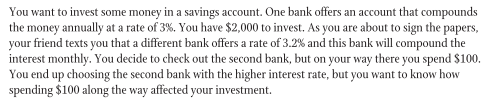 You want to invest some money in a savings account. One bank offers an account that compounds
the money annually at a rate of 3%. You have $2,000 to invest. As you are about to sign the papers,
your friend texts you that a different bank offers a rate of 3.2% and this bank will compound the
interest monthly. You decide to check out the second bank, but on your way there you spend $100.
You end up choosing the second bank with the higher interest rate, but you want to know how
spending $100 along the way affected your investment.